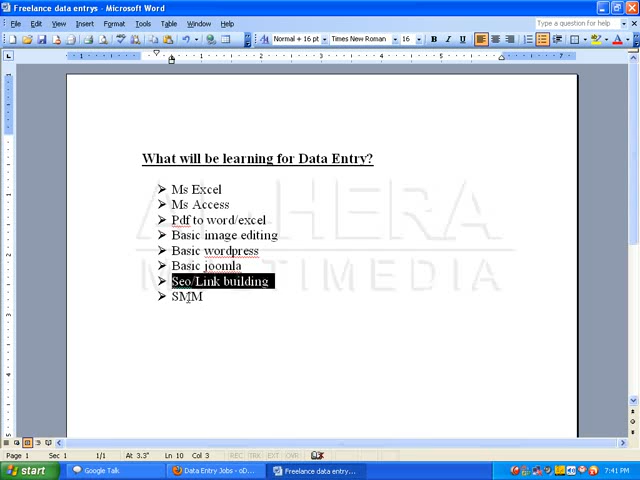 Freelance data entrys - Microsoft Word
File Edit View Insert Format Tools Table Window Help
Type a question for help
Normal + 16 pt Times New Roman 16 B I U
What will be learning for Data Entry?
Ms Excel
Ms Access
Pdf to word/excel
Basic image editing
Basic wordpress
Basic joomla
Seo/Link building
SMM
AL HERA
MULTIMEDIA
Page 1 Sec 1 1/1 At 3.3" Ln 10 Col 3 REC TRK EXT OVR
start Google Talk Data Entry Jobs - oD... Freelance data entry... 7:41 PM